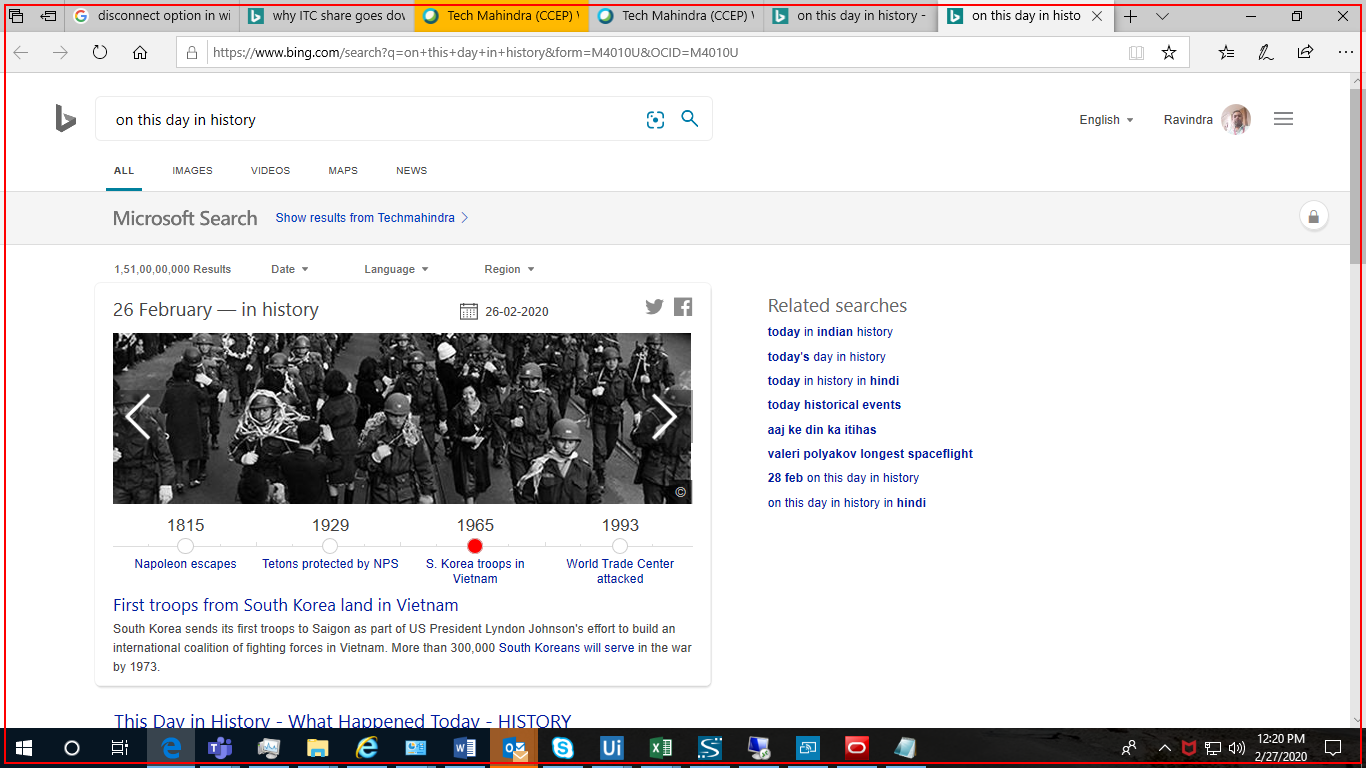 disconnect option in wi
why ITC share goes dov
Tech Mahindra (CCEP) \
Tech Mahindra (CCEP) \
on this day in history -
on this day in histo
https://www.bing.com/search?q=on+this+day+in+history&form=M4010U&OCID=M4010U
on this day in history
English
Ravindra
ALL
IMAGES
VIDEOS
MAPS
NEWS
Microsoft Search
Show results from Techmahindra
1,51,00,00,000 Results
Date
Language
Region
26 February — in history
26-02-2020
©
1815
1929
1965
1993
Napoleon escapes
Tetons protected by NPS
S. Korea troops in
Vietnam
World Trade Center
attacked
First troops from South Korea land in Vietnam
South Korea sends its first troops to Saigon as part of US President Lyndon Johnson's effort to build an
international coalition of fighting forces in Vietnam. More than 300,000 South Koreans will serve in the war
by 1973.
This Day in History - What Happened Today - HISTORY
Related searches
today in indian history
today's day in history
today in history in hindi
today historical events
aaj ke din ka itihas
valeri polyakov longest spaceflight
28 feb on this day in history
on this day in history in hindi
Ui
12:20 PM
2/27/2020